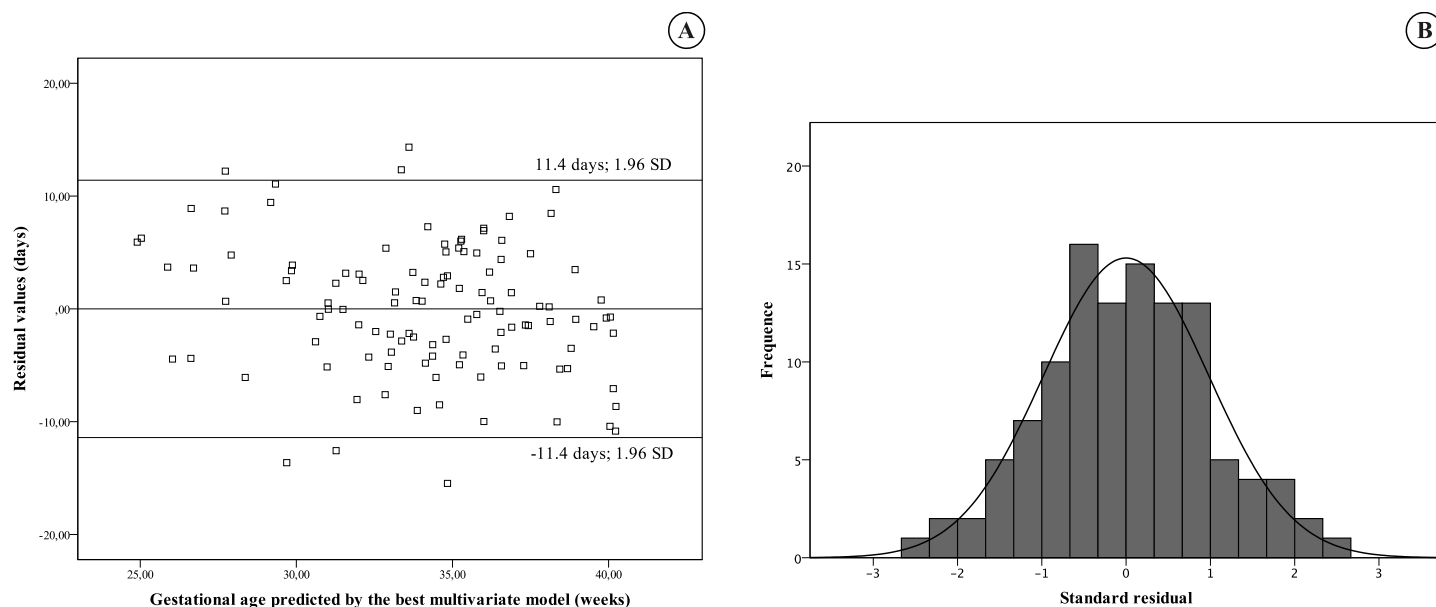 A
20,00
10,00
,00
-10,00
-20,00
Residual values (days)
11.4 days; 1.96 SD
-11.4 days; 1.96 SD
25,00 30,00 35,00 40,00
Gestational age predicted by the best multivariate model (weeks)
B
20
15
10
5
0
Frequence
-3 -2 -1 0 1 2 3
Standard residual